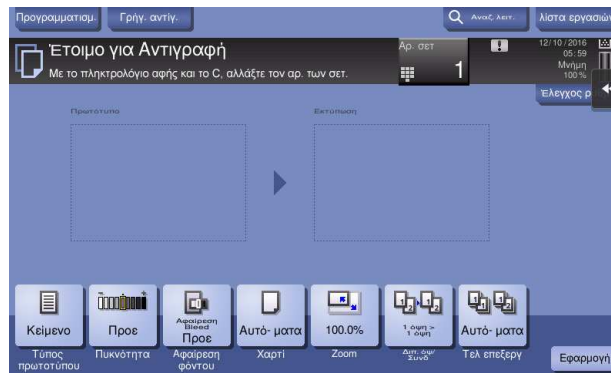 Προγραμματισμ.
Γρήγ. αντίγ.
Αναζ. λειτ.
λίστα εργασιών
Έτοιμο για Αντιγραφή
Με το πληκτρολόγιο αφής και το C, αλλάξτε τον αρ. των σετ.
Αρ. σετ
1
12/10/2016
05:59
Μνήμη
100%
Έλεγχος ρ
Πρωτότυπο
Εκτύπωση
Κείμενο
Προε
Αφαίρεση
Bleed
Προε
Αυτό- ματα
100.0%
1 όψη >
1 όψη
Αυτό- ματα
Τύπος
πρωτοτύπου
Πυκνότητα
Αφαίρεση
φόντου
Χαρτί
Zoom
Διπ. όψ/
Συνδ
Τελ επεξεργ
Εφαρμογή